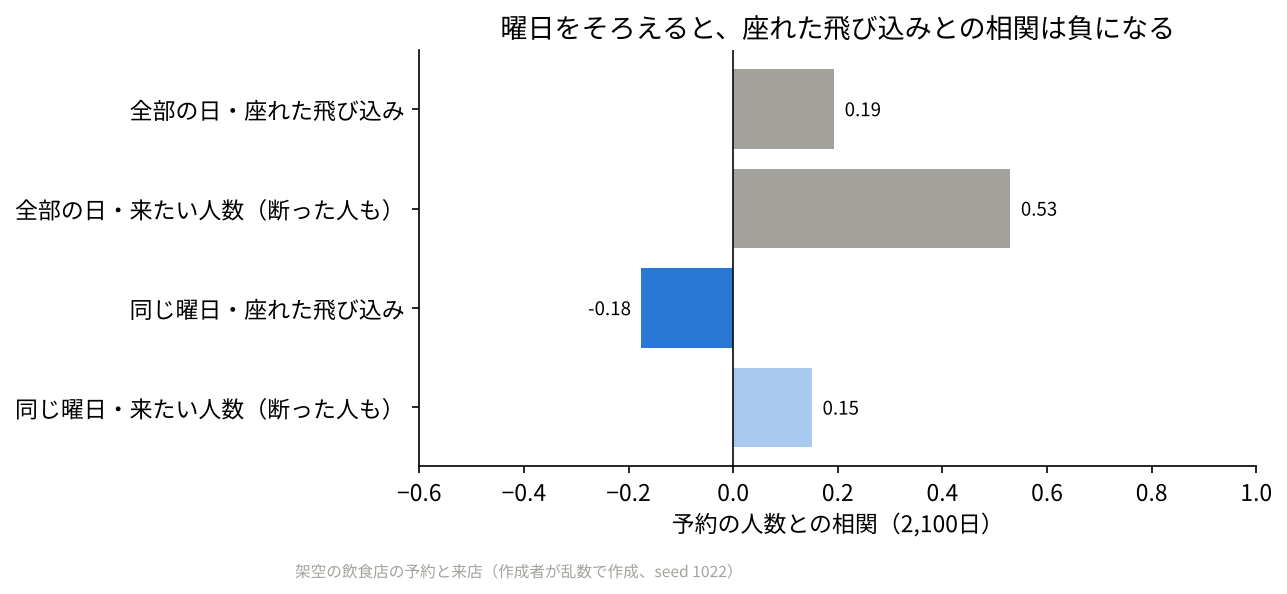 曜日をそろえると、座れた飛び込みとの相関は負になる
全部の日・座れた飛び込み
0.19
全部の日・来たい人数（断った人も）
0.53
同じ曜日・座れた飛び込み
-0.18
同じ曜日・来たい人数（断った人も）
0.15
−0.6 −0.4 −0.2 0.0 0.2 0.4 0.6 0.8 1.0
予約の人数との相関（2,100日）
架空の飲食店の予約と来店（作成者が乱数で作成、seed 1022）